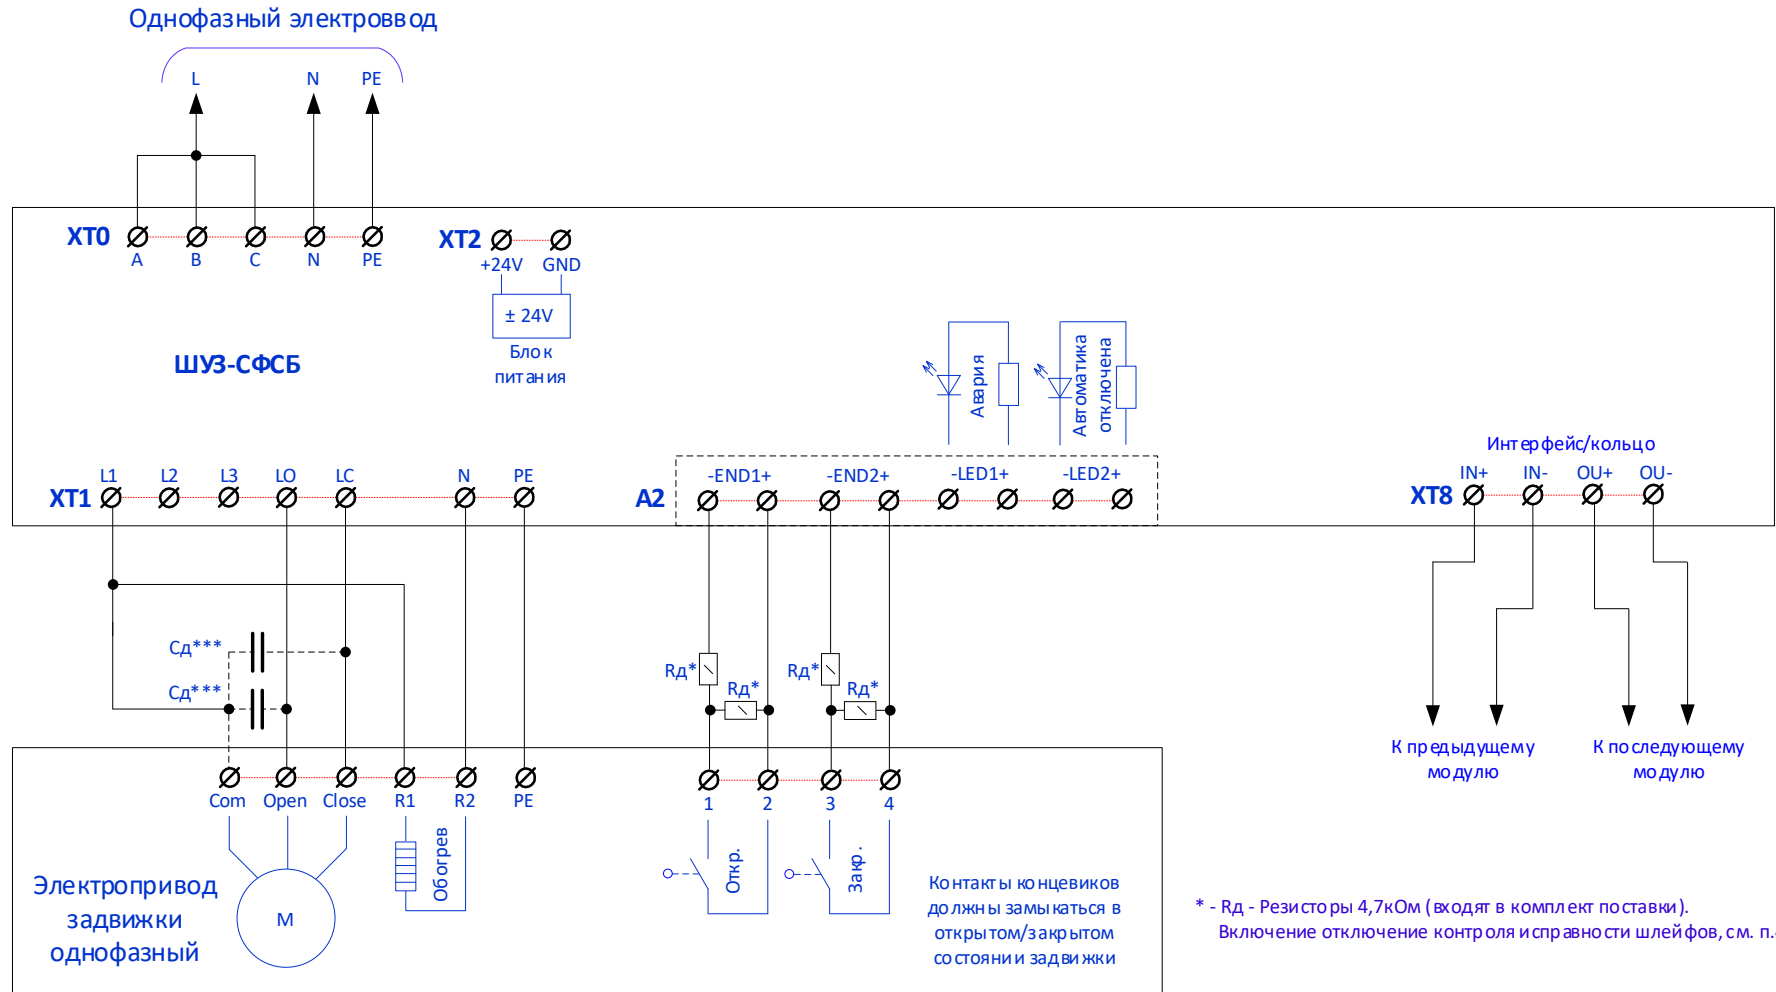 Однофазный электроввод
L N PE
XT0
A B C N PE
XT2
+24V GND
± 24V
Блок
питания
ШУЗ-СФСБ
Авария
Автоматика
отключена
Интерфейс/кольцо
XT1
L1 L2 L3 LO LC N PE
A2
-END1+ -END2+ -LED1+ -LED2+
XT8
IN+ IN- OU+ OU-
Сд***
Сд***
Rд* Rд* Rд* Rд*
К предыдущему
модулю
К последующему
модулю
Com Open Close R1 R2 PE
1 2 3 4
Обогрев
Откр.
Закр.
Электропривод
задвижки
однофазный
М
Контакты концевиков
должны замыкаться в
открытом/закрытом
состоянии задвижки
* - Rд - Резисторы 4,7кОм (входят в комплект поставки).
Включение отключение контроля исправности шлейфов, см. п.